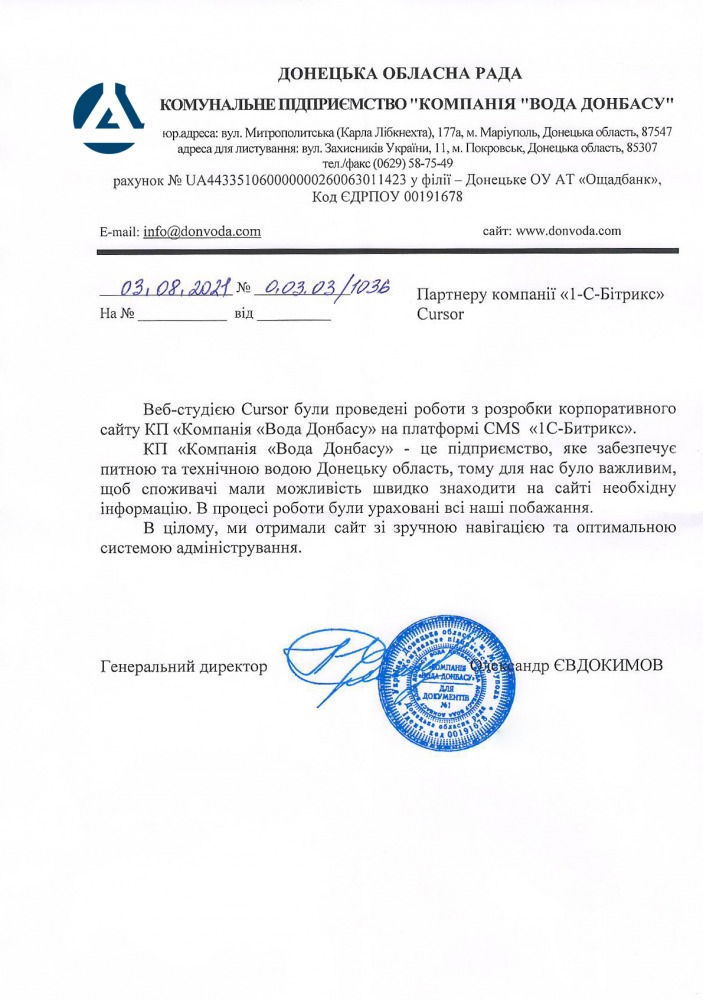 ДОНЕЦЬКА ОБЛАСНА РАДА
КОМУНАЛЬНЕ ПІДПРИЄМСТВО "КОМПАНІЯ "ВОДА ДОНБАСУ"
юр.адреса: вул. Митрополитська (Карла Лібкнехта), 177а, м. Маріуполь, Донецька область, 87547
адреса для листування: вул. Захисників України, 11, м. Покровськ, Донецька область, 85307
тел./факс (0629) 58-75-49
рахунок № UA443351060000000260063011423 у філії – Донецьке ОУ АТ «Ощадбанк»,
Код ЄДРПОУ 00191678
E-mail: info@donvoda.com сайт: www.donvoda.com
03.08.2021 № 0.03.03/1036
На № ____________ від __________
Партнеру компанії «1-С-Бітрикс»
Cursor
Веб-студією Cursor були проведені роботи з розробки корпоративного
сайту КП «Компанія «Вода Донбасу» на платформі CMS «1С-Битрикс».
КП «Компанія «Вода Донбасу» - це підприємство, яке забезпечує
питною та технічною водою Донецьку область, тому для нас було важливим,
щоб споживачі мали можливість швидко знаходити на сайті необхідну
інформацію. В процесі роботи були ураховані всі наші побажання.
В цілому, ми отримали сайт зі зручною навігацією та оптимальною
системою адміністрування.
Генеральний директор Олександр ЄВДОКИМОВ
КОМПАНІЯ
«ВОДА ДОНБАСУ»
ДЛЯ
ДОКУМЕНТІВ
№1